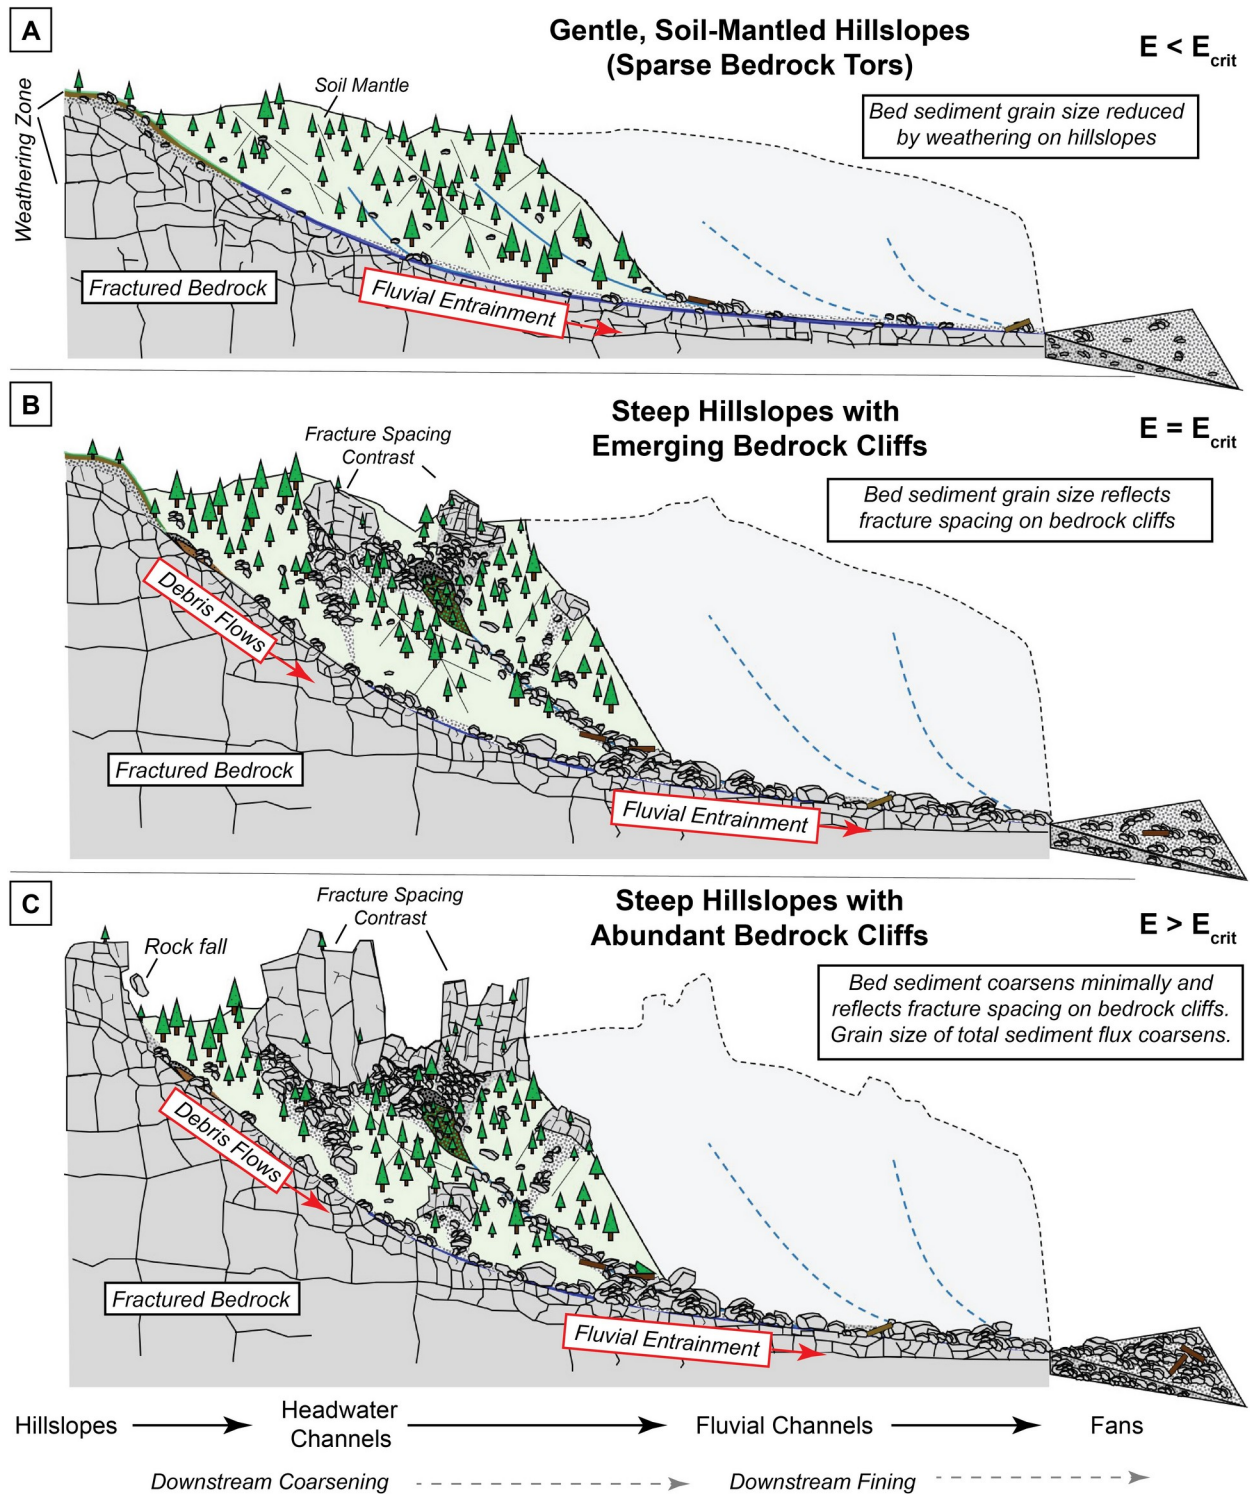 A
Gentle, Soil-Mantled Hillslopes
(Sparse Bedrock Tors)
E < Ecrit
Weathering Zone
Soil Mantle
Bed sediment grain size reduced
by weathering on hillslopes
Fractured Bedrock
Fluvial Entrainment
B
Steep Hillslopes with
Emerging Bedrock Cliffs
E = Ecrit
Fracture Spacing
Contrast
Bed sediment grain size reflects
fracture spacing on bedrock cliffs
Debris Flows
Fractured Bedrock
Fluvial Entrainment
C
Steep Hillslopes with
Abundant Bedrock Cliffs
E > Ecrit
Fracture Spacing
Contrast
Rock fall
Bed sediment coarsens minimally and
reflects fracture spacing on bedrock cliffs.
Grain size of total sediment flux coarsens.
Debris Flows
Fractured Bedrock
Fluvial Entrainment
Hillslopes
Headwater
Channels
Fluvial Channels
Fans
Downstream Coarsening
Downstream Fining